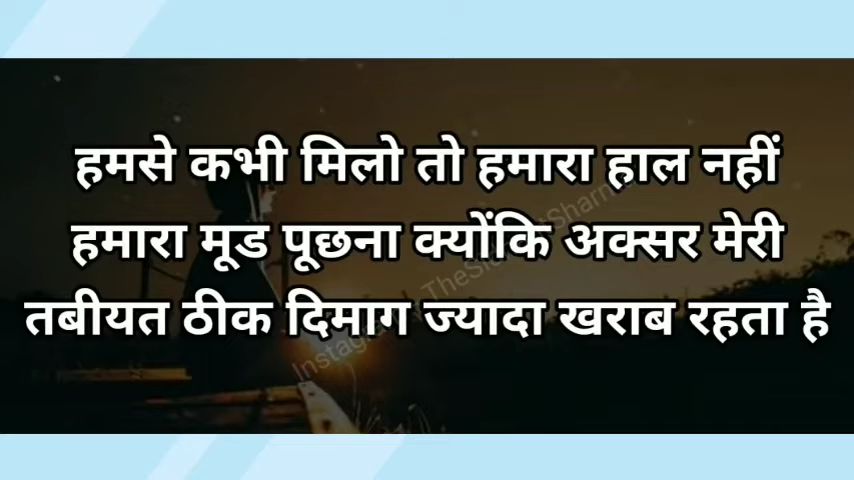 हमसे कभी मिलो तो हमारा हाल नहीं
हमारा मूड पूछना क्योंकि अक्सर मेरी
तबीयत ठीक दिमाग ज्यादा खराब रहता है